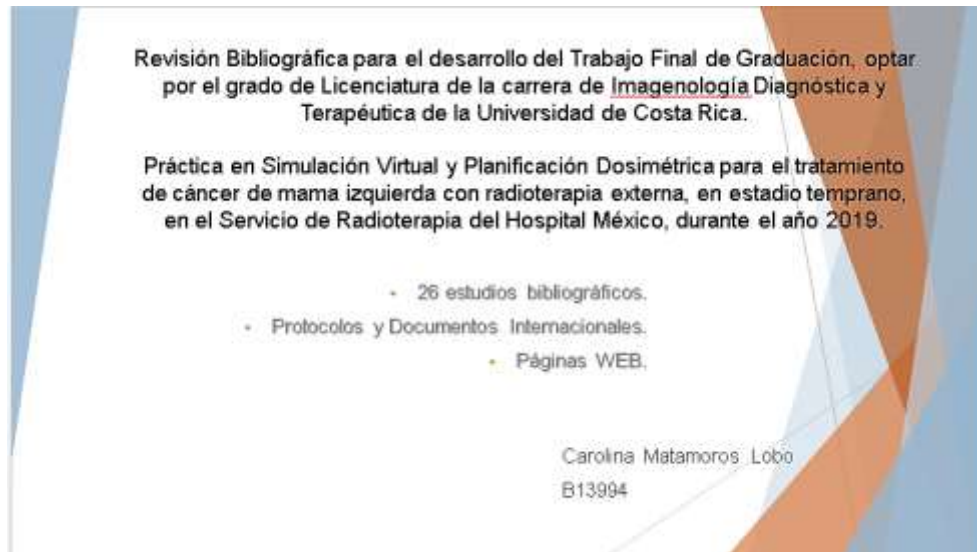 Revisión Bibliográfica para el desarrollo del Trabajo Final de Graduación, optar
por el grado de Licenciatura de la carrera de Imagenología Diagnóstica y
Terapéutica de la Universidad de Costa Rica.
Práctica en Simulación Virtual y Planificación Dosimétrica para el tratamiento
de cáncer de mama izquierda con radioterapia externa, en estadio temprano,
en el Servicio de Radioterapia del Hospital México, durante el año 2019.
• 26 estudios bibliográficos.
• Protocolos y Documentos Internacionales.
• Páginas WEB.
Carolina Matamoros Lobo
B13994